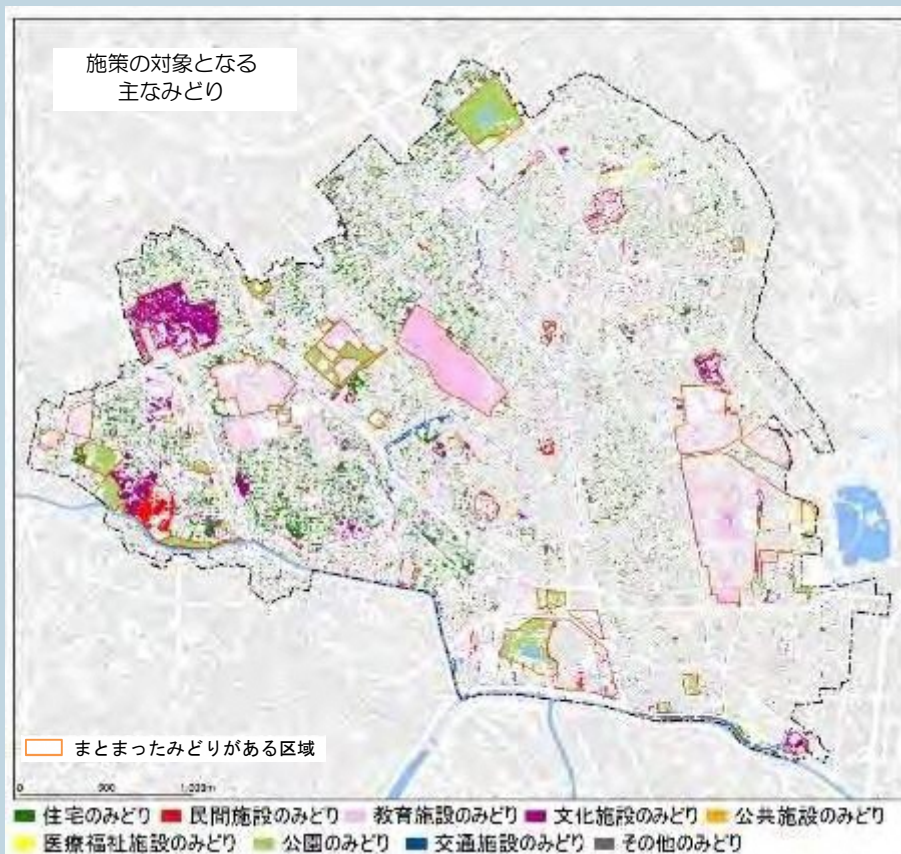 施策の対象となる
主なみどり
まとまったみどりがある区域
0 500 1,000m
住宅のみどり 民間施設のみどり 教育施設のみどり 文化施設のみどり 公共施設のみどり
医療福祉施設のみどり 公園のみどり 交通施設のみどり その他のみどり